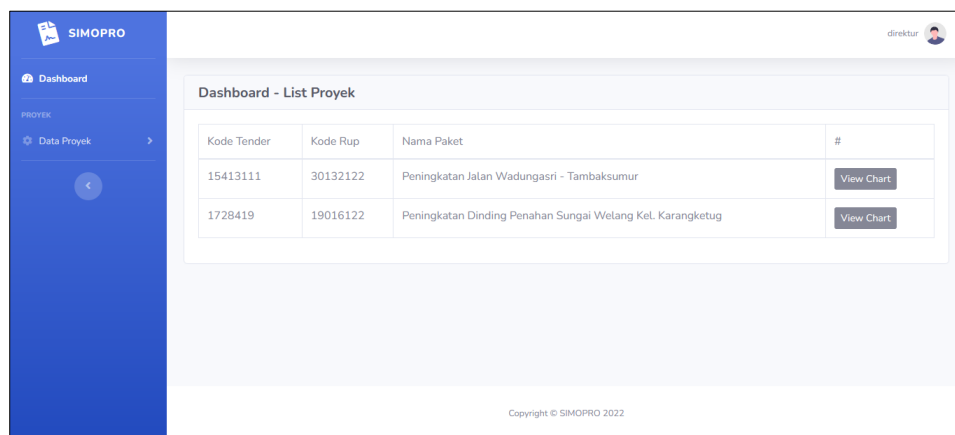 SIMOPRO
direktur
Dashboard
PROYEK
Data Proyek
Dashboard - List Proyek
Kode Tender Kode Rup Nama Paket #
15413111 30132122 Peningkatan Jalan Wadungasri - Tambaksumur View Chart
1728419 19016122 Peningkatan Dinding Penahan Sungai Welang Kel. Karangketug View Chart
Copyright © SIMOPRO 2022